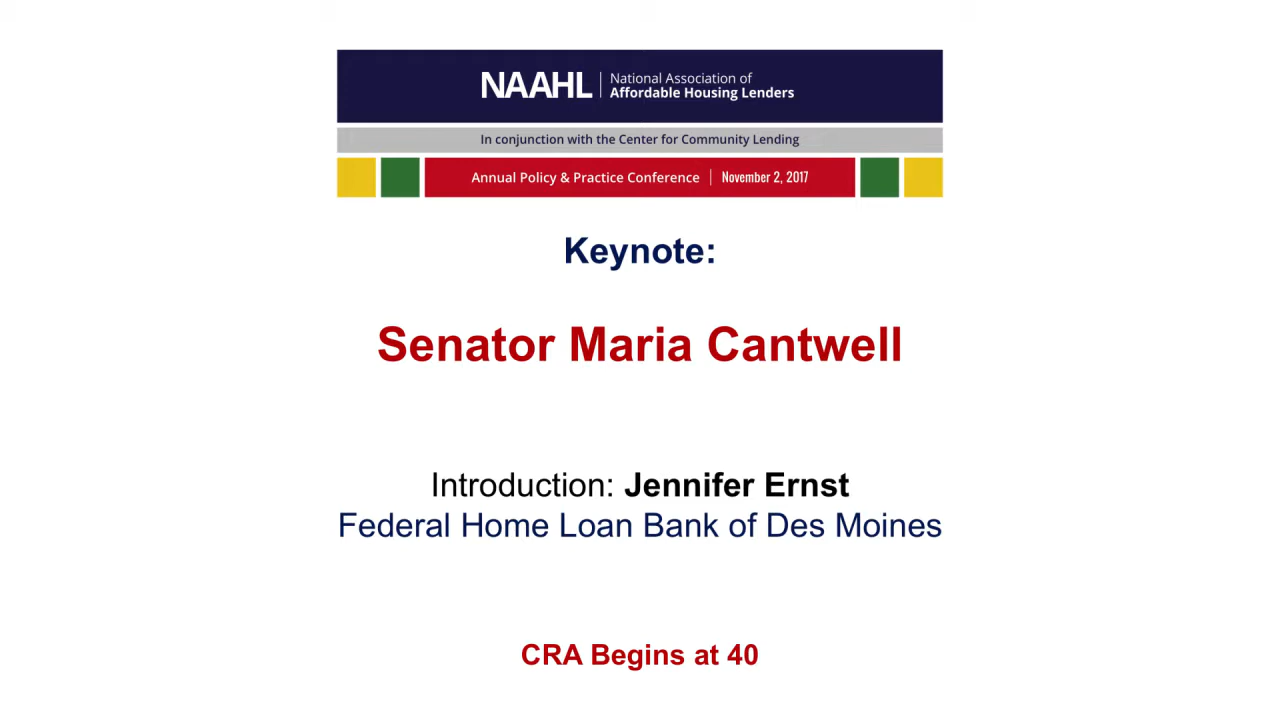 NAAHL | National Association of
Affordable Housing Lenders
In conjunction with the Center for Community Lending
Annual Policy & Practice Conference | November 2, 2017
Keynote:
Senator Maria Cantwell
Introduction: Jennifer Ernst
Federal Home Loan Bank of Des Moines
CRA Begins at 40